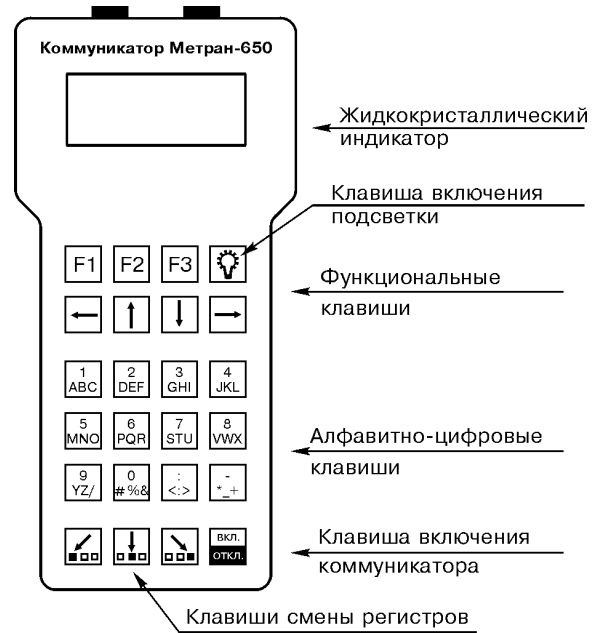 Коммуникатор Метран-650
Жидкокристаллический
индикатор
Клавиша включения
подсветки
F1 F2 F3
Функциональные
клавиши
1 2 3 4
ABC DEF GHI JKL
5 6 7 8
MNO PQR STU VWX
Алфавитно-цифровые
клавиши
9 0 : -
YZ/ #%& <:> *_+
вкл.
откл.
Клавиша включения
коммуникатора
Клавиши смены регистров